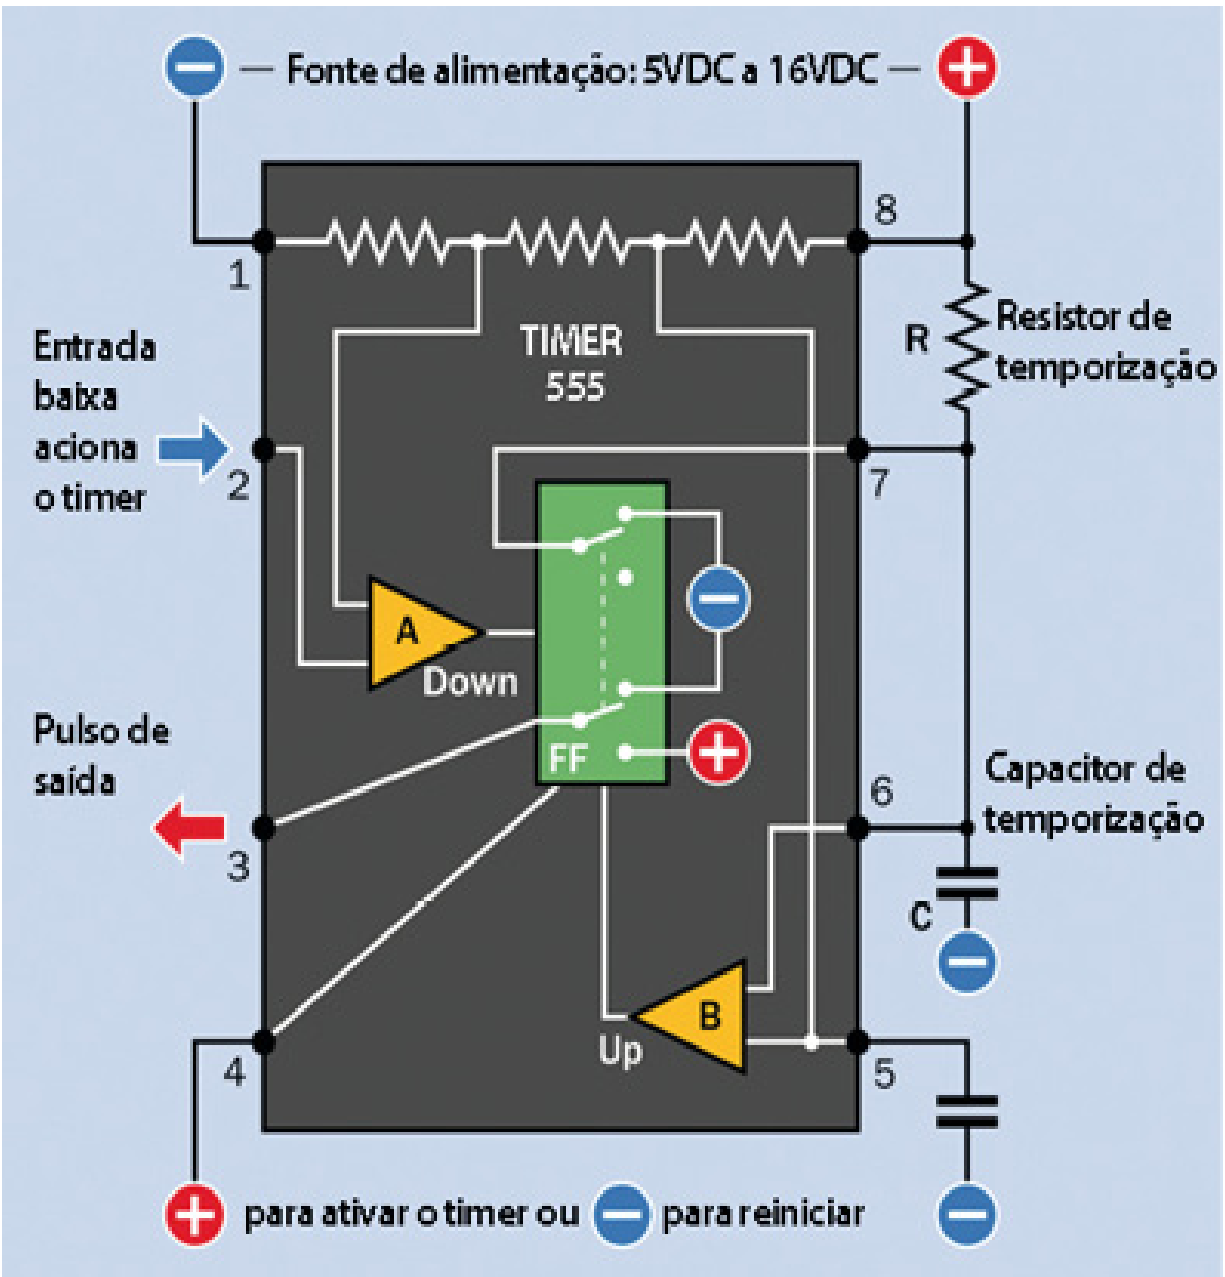 Fonte de alimentação: 5VDC a 16VDC
8
1
TIMER
555
R
Resistor de
temporização
Entrada
baixa
aciona
o timer
2
7
A
Down
FF
Pulso de
saída
3
6
Capacitor de
temporização
C
B
Up
4
5
para ativar o timer ou
para reiniciar